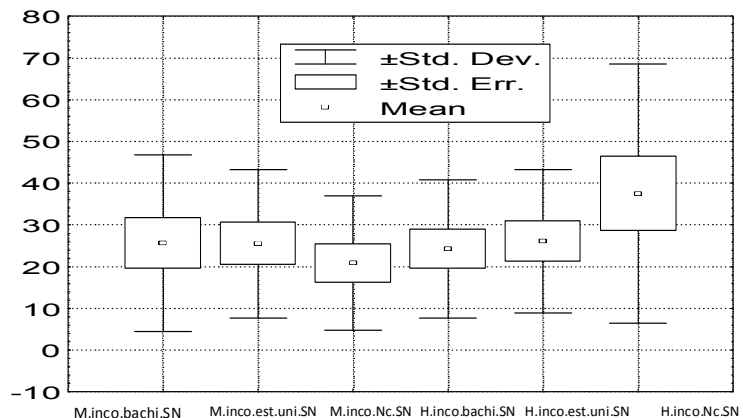 80
70
60
50
40
30
20
10
0
-10
±Std. Dev.
±Std. Err.
Mean
M.inco.bachi.SN
M.inco.est.uni.SN
M.inco.Nc.SN
H.inco.bachi.SN
H.inco.est.uni.SN
H.inco.Nc.SN